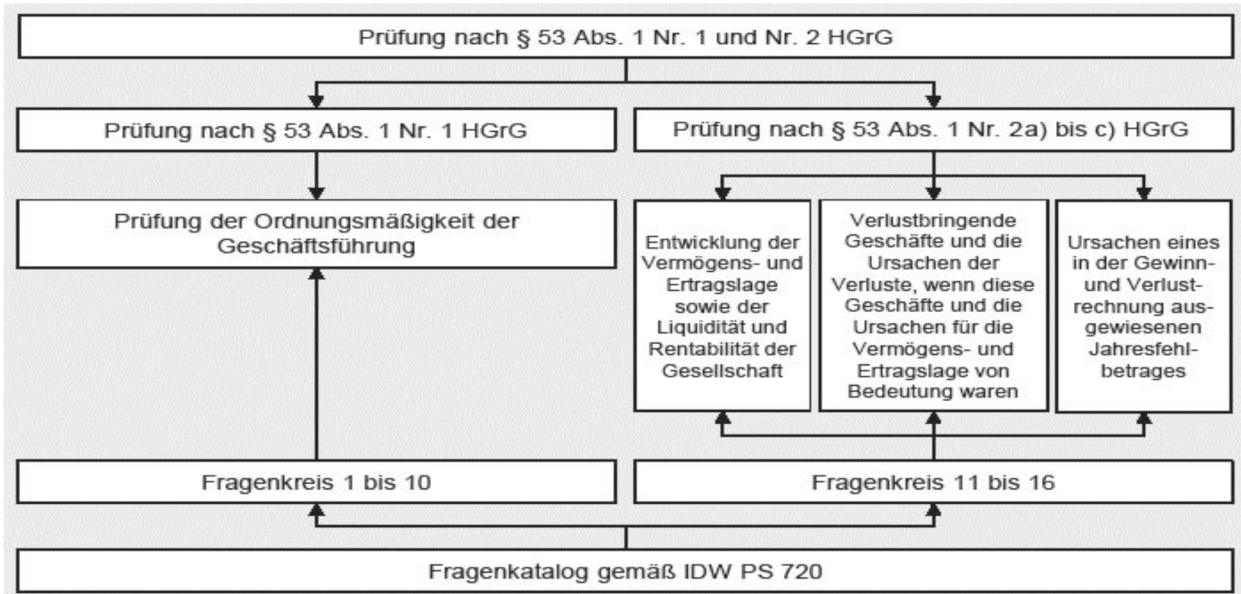 Prüfung nach § 53 Abs. 1 Nr. 1 und Nr. 2 HGrG
Prüfung nach § 53 Abs. 1 Nr. 1 HGrG
Prüfung nach § 53 Abs. 1 Nr. 2a) bis c) HGrG
Prüfung der Ordnungsmäßigkeit der
Geschäftsführung
Entwicklung der
Vermögens- und
Ertragslage
sowie der
Liquidität und
Rentabilität der
Gesellschaft
Verlustbringende
Geschäfte und die
Ursachen der
Verluste, wenn diese
Geschäfte und die
Ursachen für die
Vermögens- und
Ertragslage von
Bedeutung waren
Ursachen eines
in der Gewinn-
und Verlust-
rechnung aus-
gewiesenen
Jahresfehl-
betrages
Fragenkreis 1 bis 10
Fragenkreis 11 bis 16
Fragenkatalog gemäß IDW PS 720